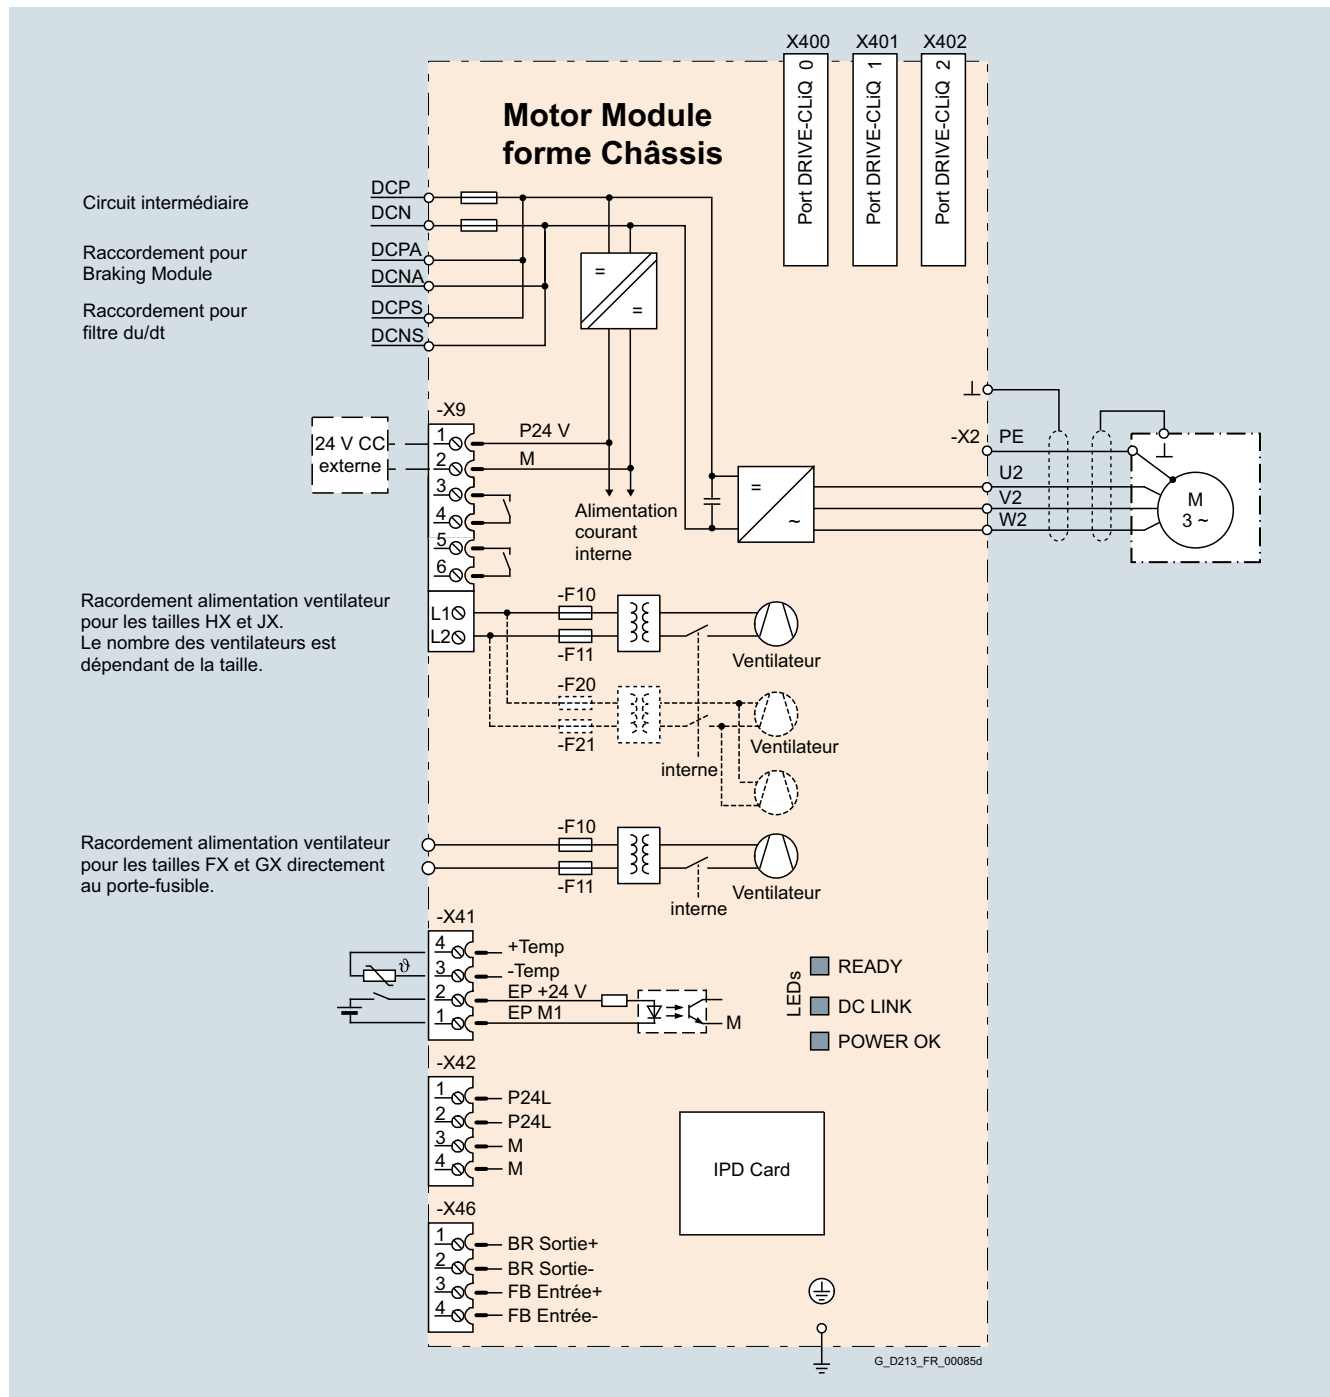 X400 X401 X402
Port DRIVE-CLiQ 0
Port DRIVE-CLiQ 1
Port DRIVE-CLiQ 2
Motor Module
forme Châssis
Circuit intermédiaire
DCP
DCN
Raccordement pour
Braking Module
DCPA
DCNA
Raccordement pour
filtre du/dt
DCPS
DCNS
=
=
-X9
24 V CC
externe
1
2
3
4
5
6
P24 V
M
Alimentation
courant
interne
=
~
-X2
PE
U2
V2
W2
M
3 ~
Racordement alimentation ventilateur
pour les tailles HX et JX.
Le nombre des ventilateurs est
dépendant de la taille.
L1
L2
-F10
-F11
Ventilateur
-F20
-F21
Ventilateur
interne
Racordement alimentation ventilateur
pour les tailles FX et GX directement
au porte-fusible.
-F10
-F11
Ventilateur
interne
-X41
4
3
2
1
ϑ
+Temp
-Temp
EP +24 V
EP M1
M
LEDs
READY
DC LINK
POWER OK
-X42
1 P24L
2 P24L
3 M
4 M
IPD Card
-X46
1 BR Sortie+
2 BR Sortie-
3 FB Entrée+
4 FB Entrée-
G_D213_FR_00085d